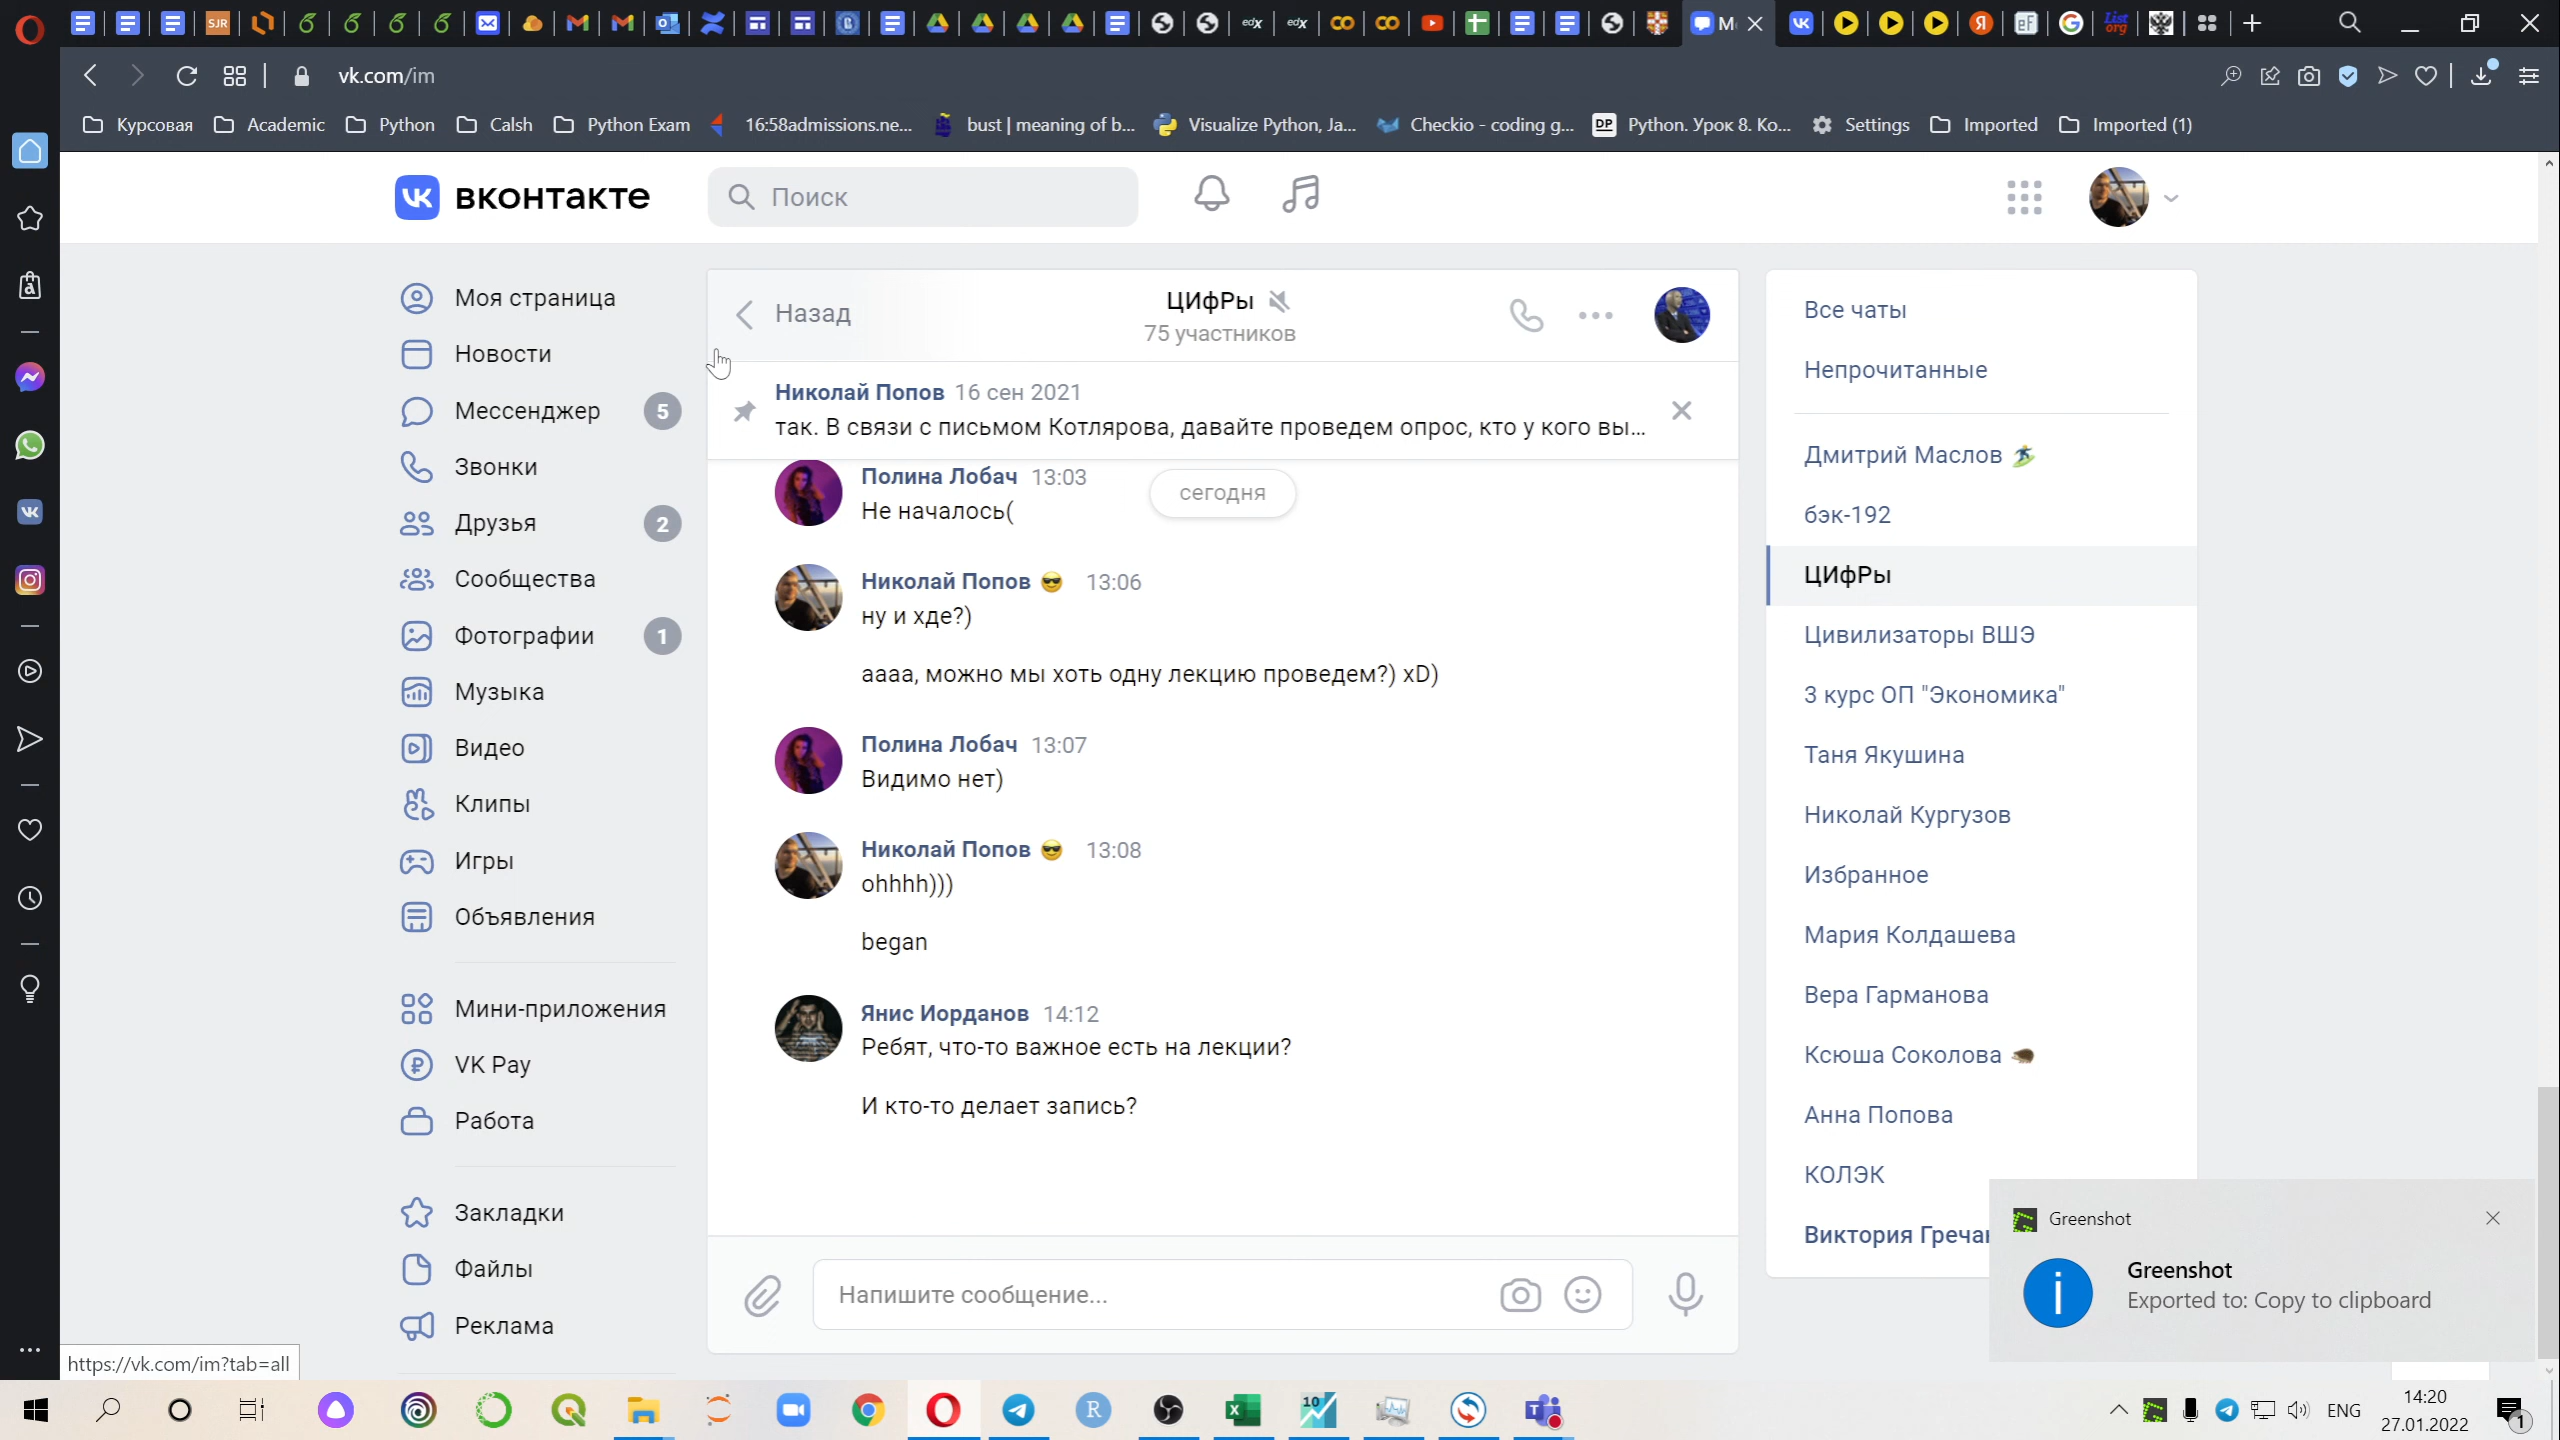 SJR
edX
edX
M
List
org
vk.com/im
Курсовая
Academic
Python
Calsh
Python Exam
16:58admissions.ne...
bust | meaning of b...
Visualize Python, Ja...
Checkio - coding g...
DP
Python. Урок 8. Ко...
Settings
Imported
Imported (1)
вконтакте
Поиск
Моя страница
Новости
Мессенджер
5
Звонки
Друзья
2
Сообщества
Фотографии
1
Музыка
Видео
Клипы
Игры
Объявления
Мини-приложения
VK Pay
Работа
Закладки
Файлы
Реклама
https://vk.com/im?tab=all
Назад
ЦИфРы
75 участников
Николай Попов 16 сен 2021
так. В связи с письмом Котлярова, давайте проведем опрос, кто у кого вы...
сегодня
Полина Лобач 13:03
Не началось(
Николай Попов 😎 13:06
ну и хде?)
аааа, можно мы хоть одну лекцию проведем?) xD)
Полина Лобач 13:07
Видимо нет)
Николай Попов 😎 13:08
ohhhh)))
began
Янис Иорданов 14:12
Ребят, что-то важное есть на лекции?
И кто-то делает запись?
Напишите сообщение...
Все чаты
Непрочитанные
Дмитрий Маслов 🏄
бэк-192
ЦИфРы
Цивилизаторы ВШЭ
3 курс ОП "Экономика"
Таня Якушина
Николай Кургузов
Избранное
Мария Колдашева
Вера Гарманова
Ксюша Соколова 🦔
Анна Попова
КОЛЭК
Виктория Гречан
Greenshot
Greenshot
Exported to: Copy to clipboard
ENG
14:20
27.01.2022
1